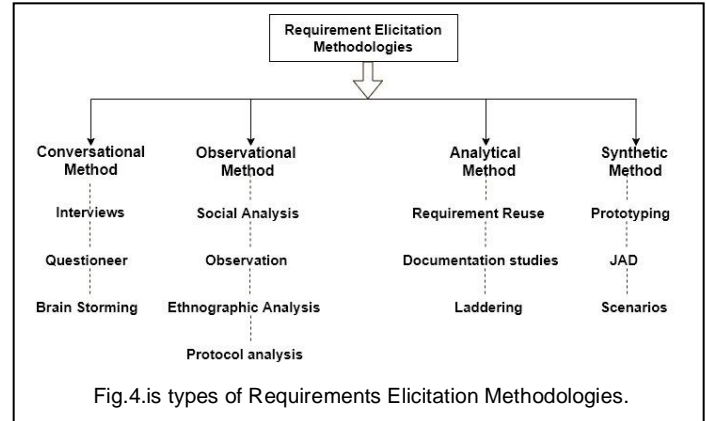 Requirement Elicitation
Methodologies
Conversational
Method
Interviews
Questioneer
Brain Storming
Observational
Method
Social Analysis
Observation
Ethnographic Analysis
Protocol analysis
Analytical
Method
Requirement Reuse
Documentation studies
Laddering
Synthetic
Method
Prototyping
JAD
Scenarios
Fig.4.is types of Requirements Elicitation Methodologies.